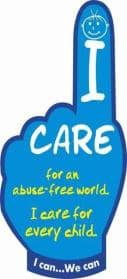 I
CARE
for an
abuse-free world.
I care for
every child.
I can...We can